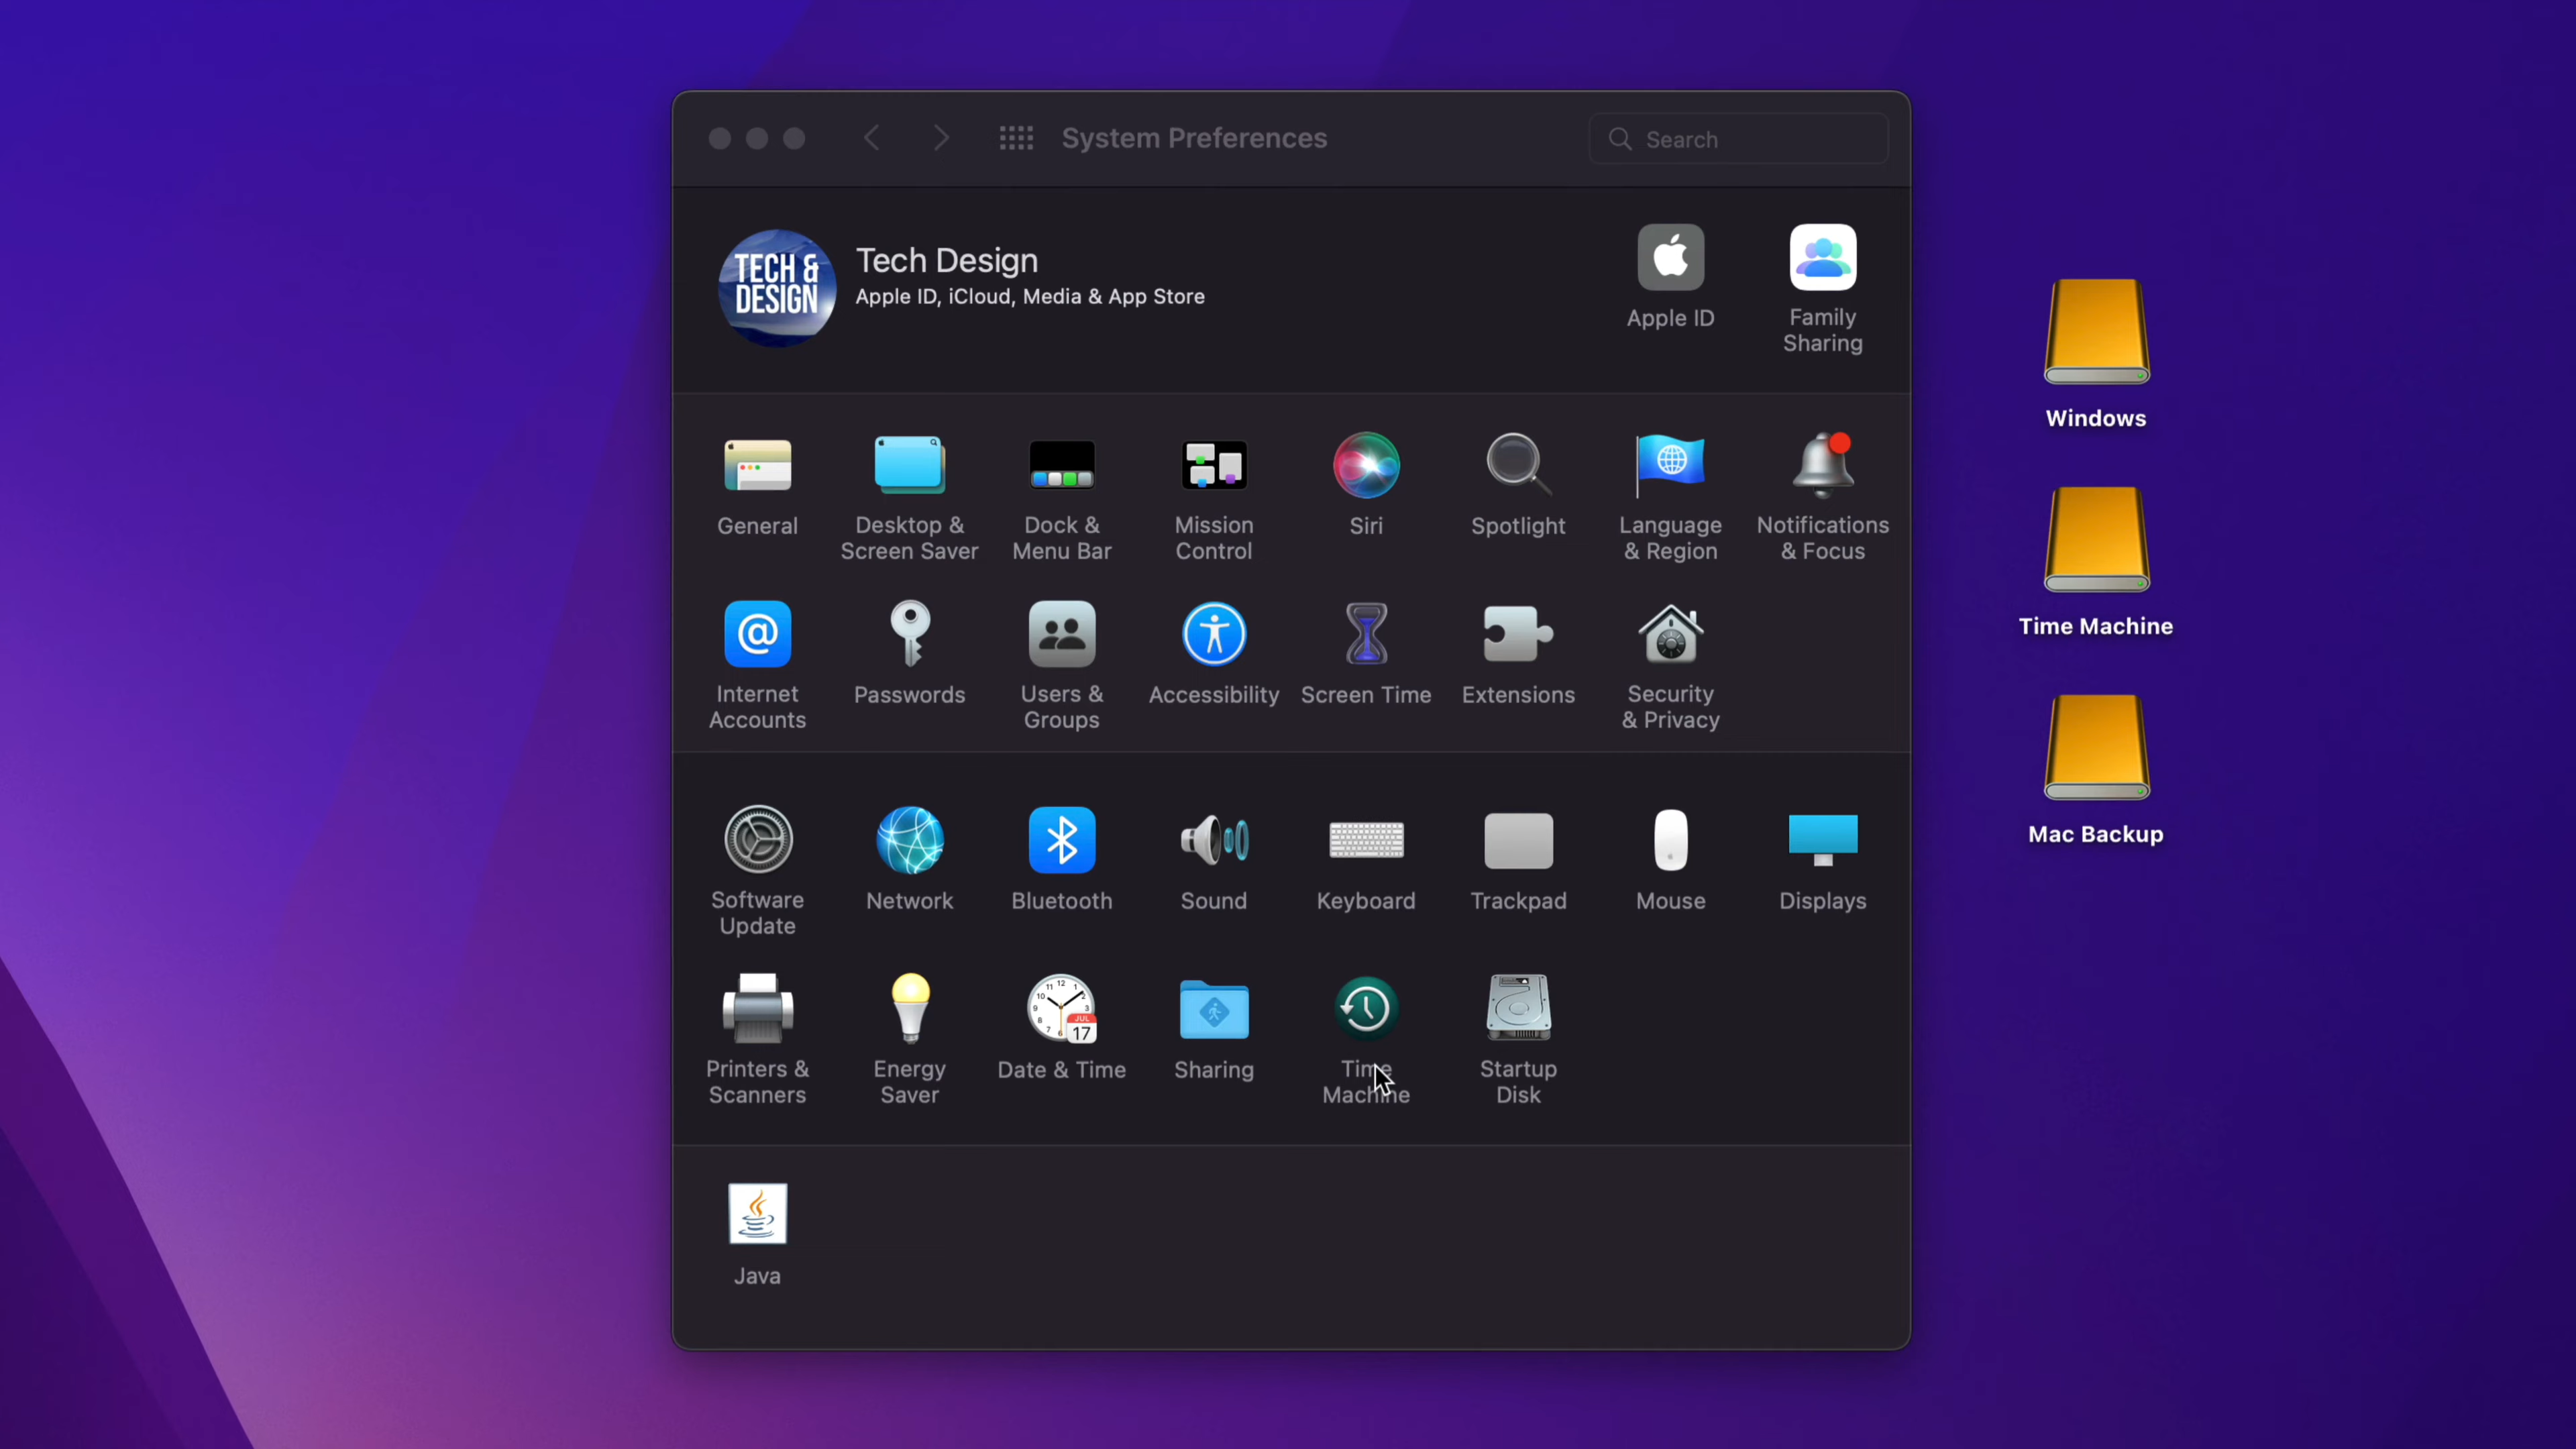 System Preferences
Search
TECH &
DESIGN
Tech Design
Apple ID, iCloud, Media & App Store
Apple ID
Family
Sharing
General
Desktop &
Screen Saver
Dock &
Menu Bar
Mission
Control
Siri
Spotlight
Language
& Region
Notifications
& Focus
Internet
Accounts
Passwords
Users &
Groups
Accessibility
Screen Time
Extensions
Security
& Privacy
Software
Update
Network
Bluetooth
Sound
Keyboard
Trackpad
Mouse
Displays
Printers &
Scanners
Energy
Saver
JUL
17
Date & Time
Sharing
Time
Machine
Startup
Disk
Java
Windows
Time Machine
Mac Backup